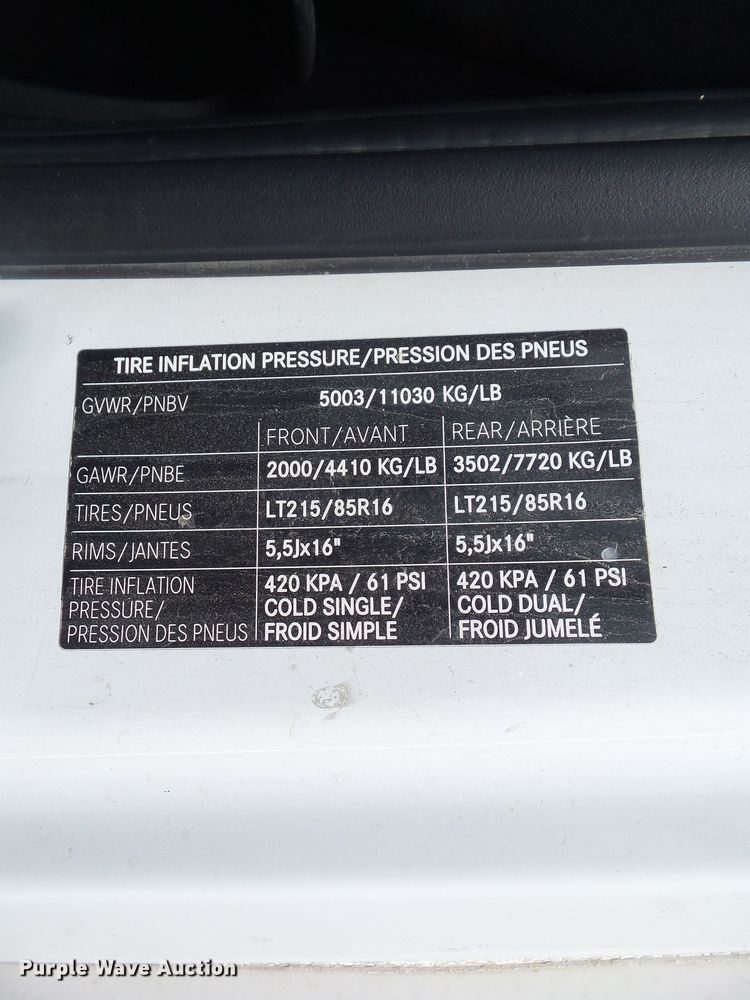 TIRE INFLATION PRESSURE/PRESSION DES PNEUS
GVWR/PNBV 5003/11030 KG/LB
FRONT/AVANT REAR/ARRIÈRE
GAWR/PNBE 2000/4410 KG/LB 3502/7720 KG/LB
TIRES/PNEUS LT215/85R16 LT215/85R16
RIMS/JANTES 5,5Jx16" 5,5Jx16"
TIRE INFLATION 420 KPA / 61 PSI 420 KPA / 61 PSI
PRESSURE/ COLD SINGLE/ COLD DUAL/
PRESSION DES PNEUS FROID SIMPLE FROID JUMELÉ
Purple Wave Auction